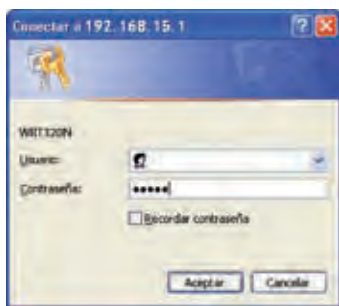 Conectar a 192.168.15.1
WRT320N
Usuario:
Contraseña:
•••••
Recordar contraseña
Aceptar
Cancelar